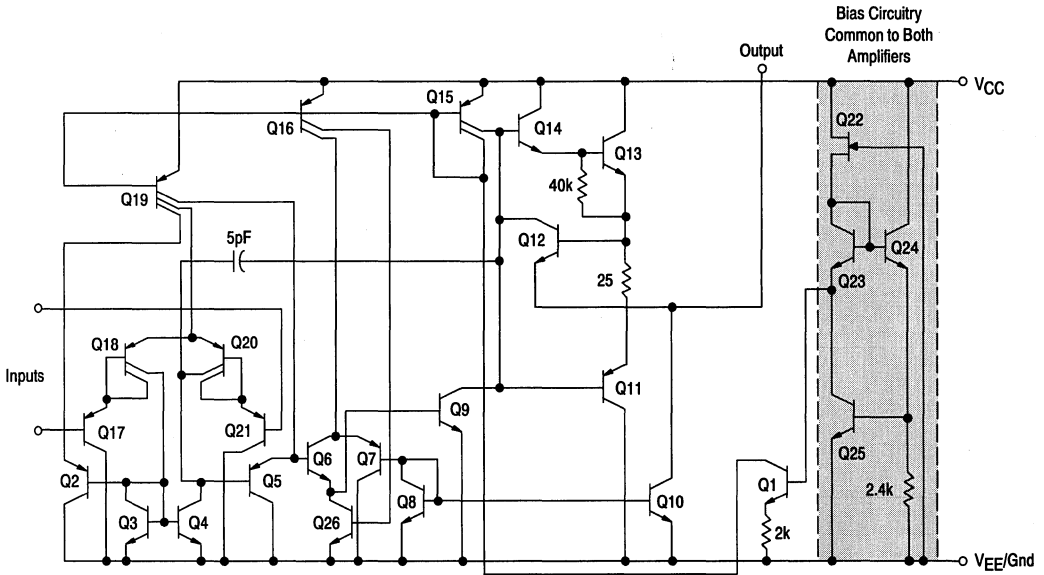 Bias Circuitry
Common to Both
Amplifiers
Output
VCC
Q15
Q22
Q16
Q14
Q13
40k
Q19
Q12
Q24
5pF
25
Q23
Q18
Q20
Inputs
Q11
Q9
Q17
Q21
Q25
Q2
Q5
Q6
Q7
Q1
2.4k
Q8
Q10
Q3
Q4
Q26
2k
VEE/Gnd